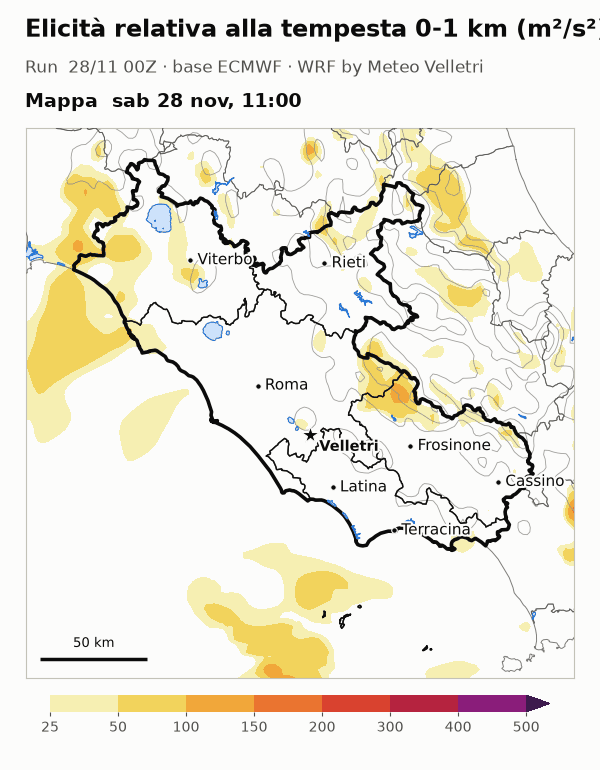 Elicità relativa alla tempesta 0-1 km (m²/s²)
Run 28/11 00Z · base ECMWF · WRF by Meteo Velletri
Mappa sab 28 nov, 11:00
Viterbo
Rieti
Roma
Velletri
Frosinone
Latina
Cassino
Terracina
50 km
25 50 100 150 200 300 400 500